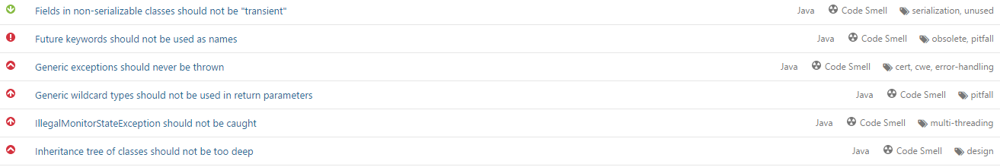 Fields in non-serializable classes should not be "transient" Java Code Smell serialization, unused
Future keywords should not be used as names Java Code Smell obsolete, pitfall
Generic exceptions should never be thrown Java Code Smell cert, cwe, error-handling
Generic wildcard types should not be used in return parameters Java Code Smell pitfall
IllegalMonitorStateException should not be caught Java Code Smell multi-threading
Inheritance tree of classes should not be too deep Java Code Smell design